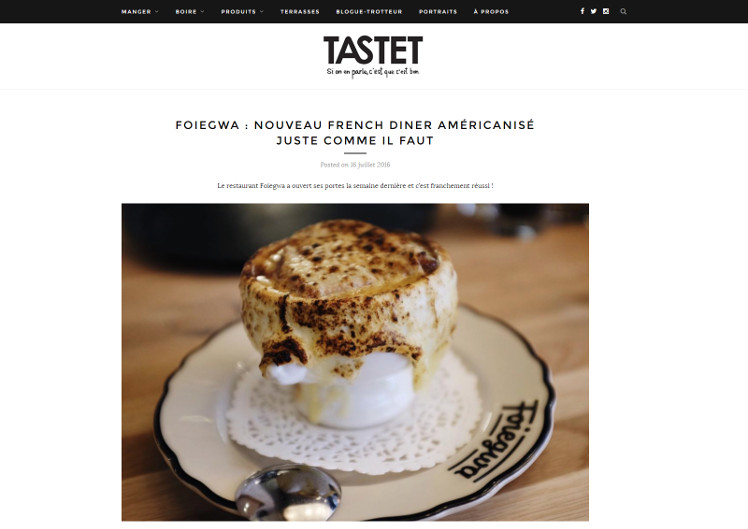 MANGER BOIRE PRODUITS TERRASSES BLOGUE-TROTTEUR PORTRAITS À PROPOS
TASTET
Si on en parle, c'est que c'est bon
FOIEGWA : NOUVEAU FRENCH DINER AMÉRICANISÉ
JUSTE COMME IL FAUT
Posted on 16 juillet 2016
Le restaurant Foiegwa a ouvert ses portes la semaine dernière et c'est franchement réussi !
Foiegwa